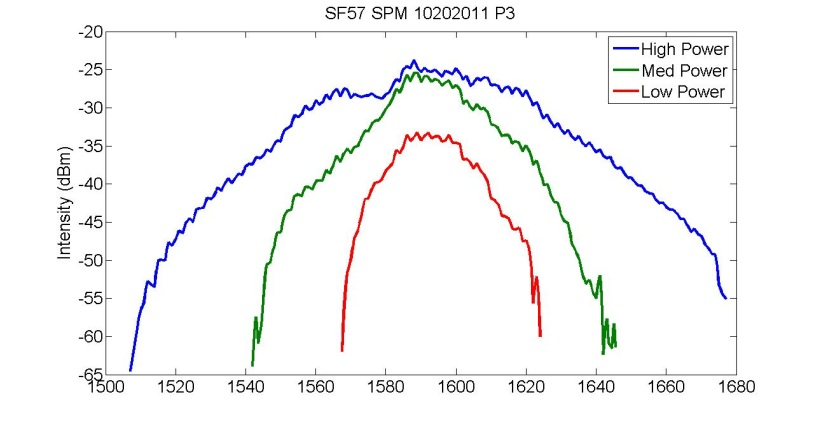 SF57 SPM 10202011 P3
High Power
Med Power
Low Power
Intensity (dBm)
-20
-25
-30
-35
-40
-45
-50
-55
-60
-65
1500 1520 1540 1560 1580 1600 1620 1640 1660 1680